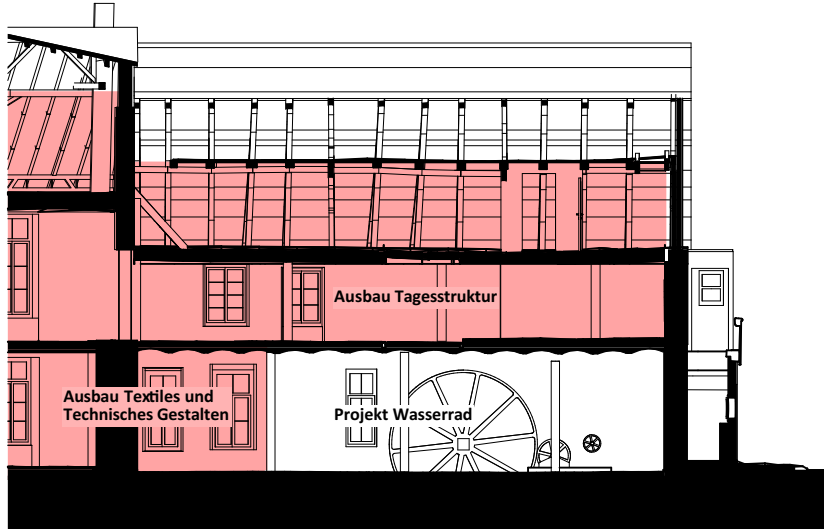 Ausbau Tagesstruktur
Ausbau Textiles und
Technisches Gestalten
Projekt Wasserrad